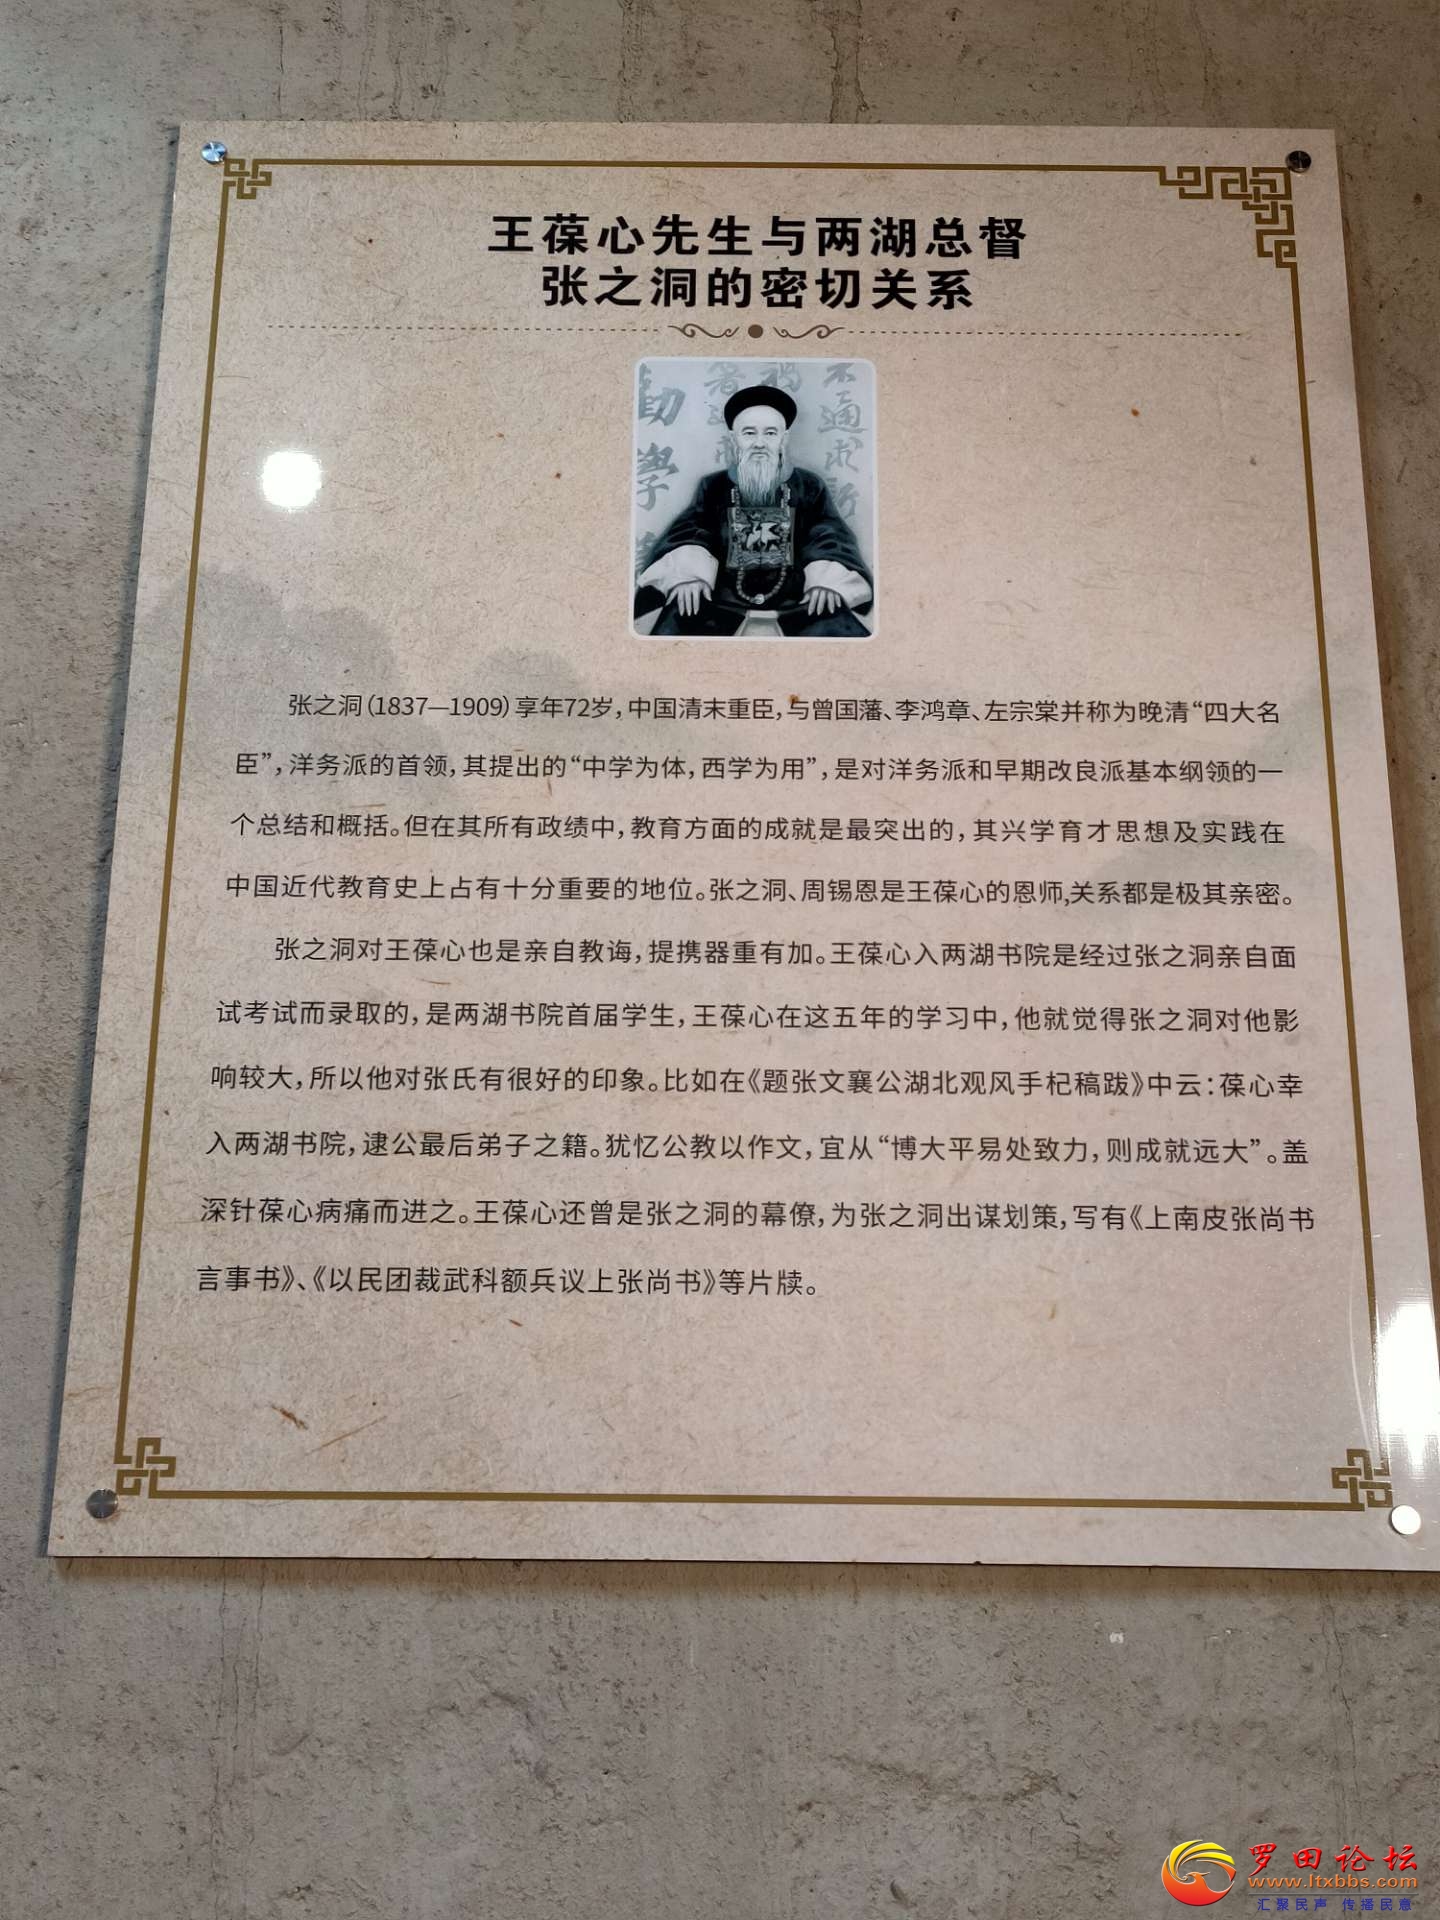 王葆心先生与两湖总督
张之洞的密切关系
不通求新
勸學
张之洞(1837—1909)享年72岁,中国清末重臣,与曾国藩、李鸿章、左宗棠并称为晚清“四大名
臣”,洋务派的首领,其提出的“中学为体,西学为用”,是对洋务派和早期改良派基本纲领的一
个总结和概括。但在其所有政绩中,教育方面的成就是最突出的,其兴学育才思想及实践在
中国近代教育史上占有十分重要的地位。张之洞、周锡恩是王葆心的恩师,关系都是极其亲密。
张之洞对王葆心也是亲自教诲,提携器重有加。王葆心入两湖书院是经过张之洞亲自面
试考试而录取的,是两湖书院首届学生,王葆心在这五年的学习中,他就觉得张之洞对他影
响较大,所以他对张氏有很好的印象。比如在《题张文襄公湖北观风手杞稿跋》中云:葆心幸
入两湖书院,逮公最后弟子之籍。犹忆公教以作文,宜从“博大平易处致力,则成就远大”。盖
深针葆心病痛而进之。王葆心还曾是张之洞的幕僚,为张之洞出谋划策,写有《上南皮张尚书
言事书》、《以民团裁武科额兵议上张尚书》等片牍。
罗田论坛
www.ltxbbs.com
汇聚民声 传播民意